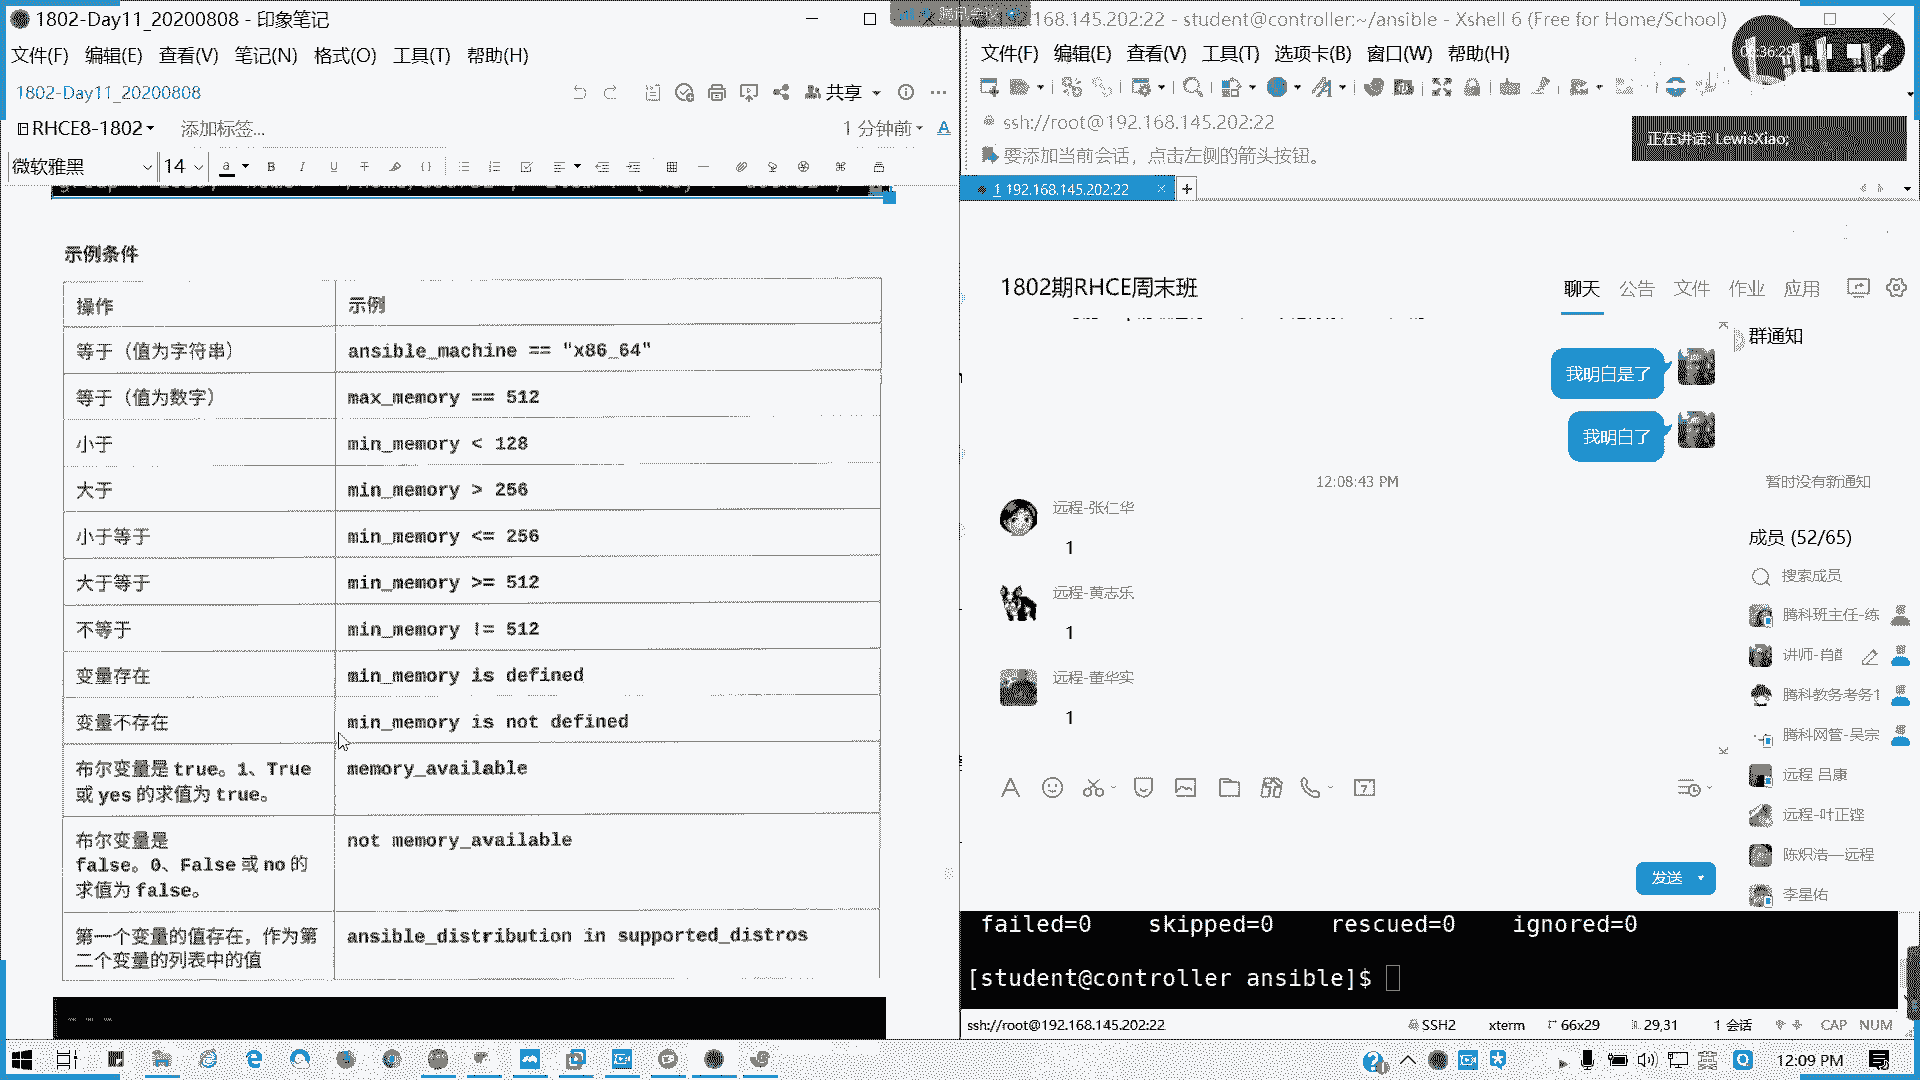 1802-Day11_20200808 - 印象笔记
文件(F) 编辑(E) 查看(V) 笔记(N) 格式(O) 工具(T) 帮助(H)
1802-Day11_20200808
共享
RHCE8-1802
添加标签...
1 分钟前
微软雅黑
14
示例条件
操作 示例
等于（值为字符串） ansible_machine == "x86_64"
等于（值为数字） max_memory == 512
小于 min_memory < 128
大于 min_memory > 256
小于等于 min_memory <= 256
大于等于 min_memory >= 512
不等于 min_memory != 512
变量存在 min_memory is defined
变量不存在 min_memory is not defined
布尔变量是 true。1、True 或 yes 的求值为 true。 memory_available
布尔变量是 false。0、False 或 no 的求值为 false。 not memory_available
第一个变量的值存在，作为第二个变量的列表中的值 ansible_distribution in supported_distros
168.145.202:22 - student@controller:~/ansible - Xshell 6 (Free for Home/School)
文件(F) 编辑(E) 查看(V) 工具(T) 选项卡(B) 窗口(W) 帮助(H)
ssh://root@192.168.145.202:22
正在讲话: LewisXiao;
要添加当前会话，点击左侧的箭头按钮。
1 192.168.145.202:22
1802期RHCE周末班
聊天 公告 文件 作业 应用
群通知
我明白是了
我明白了
12:08:43 PM
暂时没有新通知
远程-张仁华
1
成员 (52/65)
搜索成员
远程-黄志乐
1
腾科班主任-练
远程-董华实
1
腾科教务考务1
腾科网管-吴宗
远程 吕康
远程-叶正铿
陈炽浩—远程
李星佑
发送
failed=0 skipped=0 rescued=0 ignored=0
[student@controller ansible]$
ssh://root@192.168.145.202:22 SSH2 xterm 66x29 29,31 1 会话 CAP NUM
12:09 PM